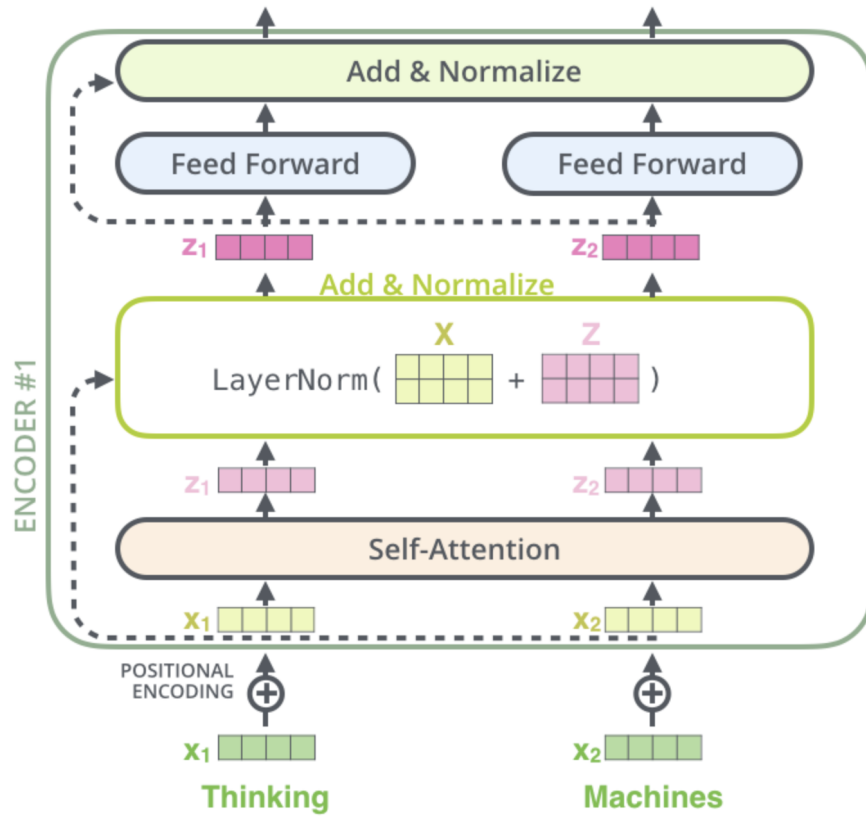 Add & Normalize
Feed Forward
Feed Forward
z1
z2
Add & Normalize
X
Z
LayerNorm( + )
ENCODER #1
z1
z2
Self-Attention
x1
x2
POSITIONAL
ENCODING
x1
x2
Thinking
Machines